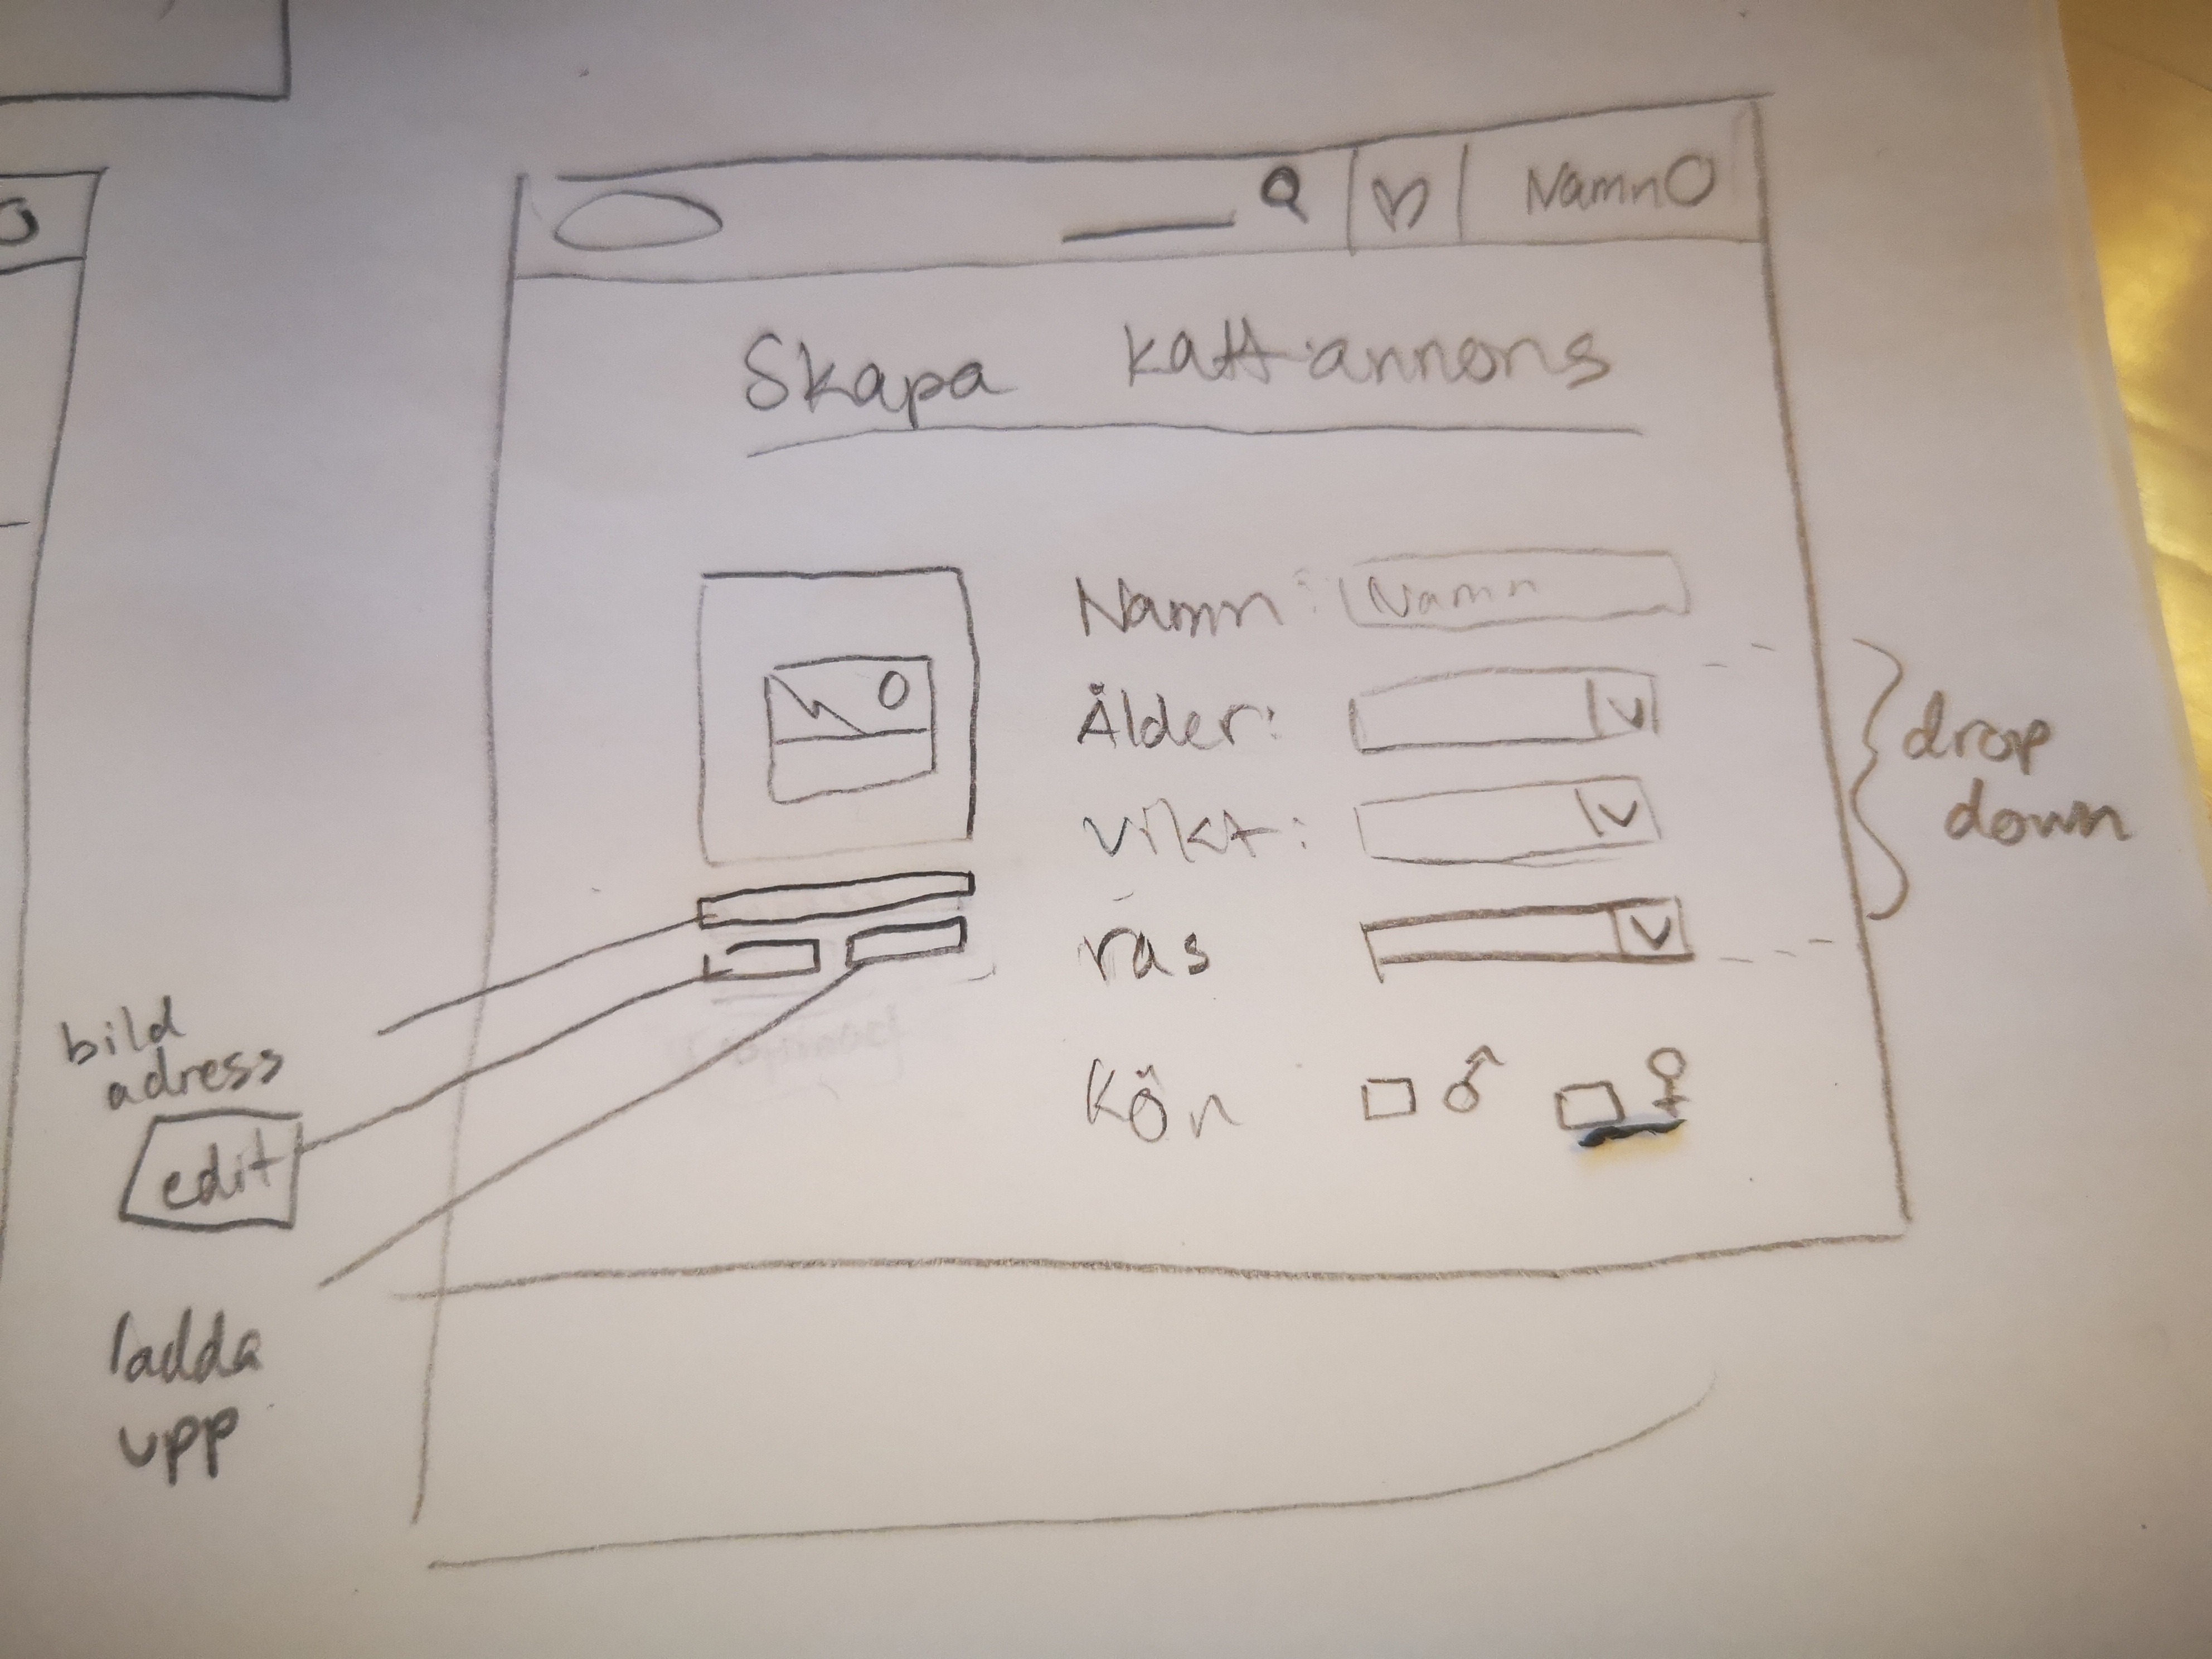 Namn
Skapa katt annons
Namn: Namn
Ålder:
vikt:
ras
Kön ♂ ♀
drop
down
bild
adress
edit
ladda
upp